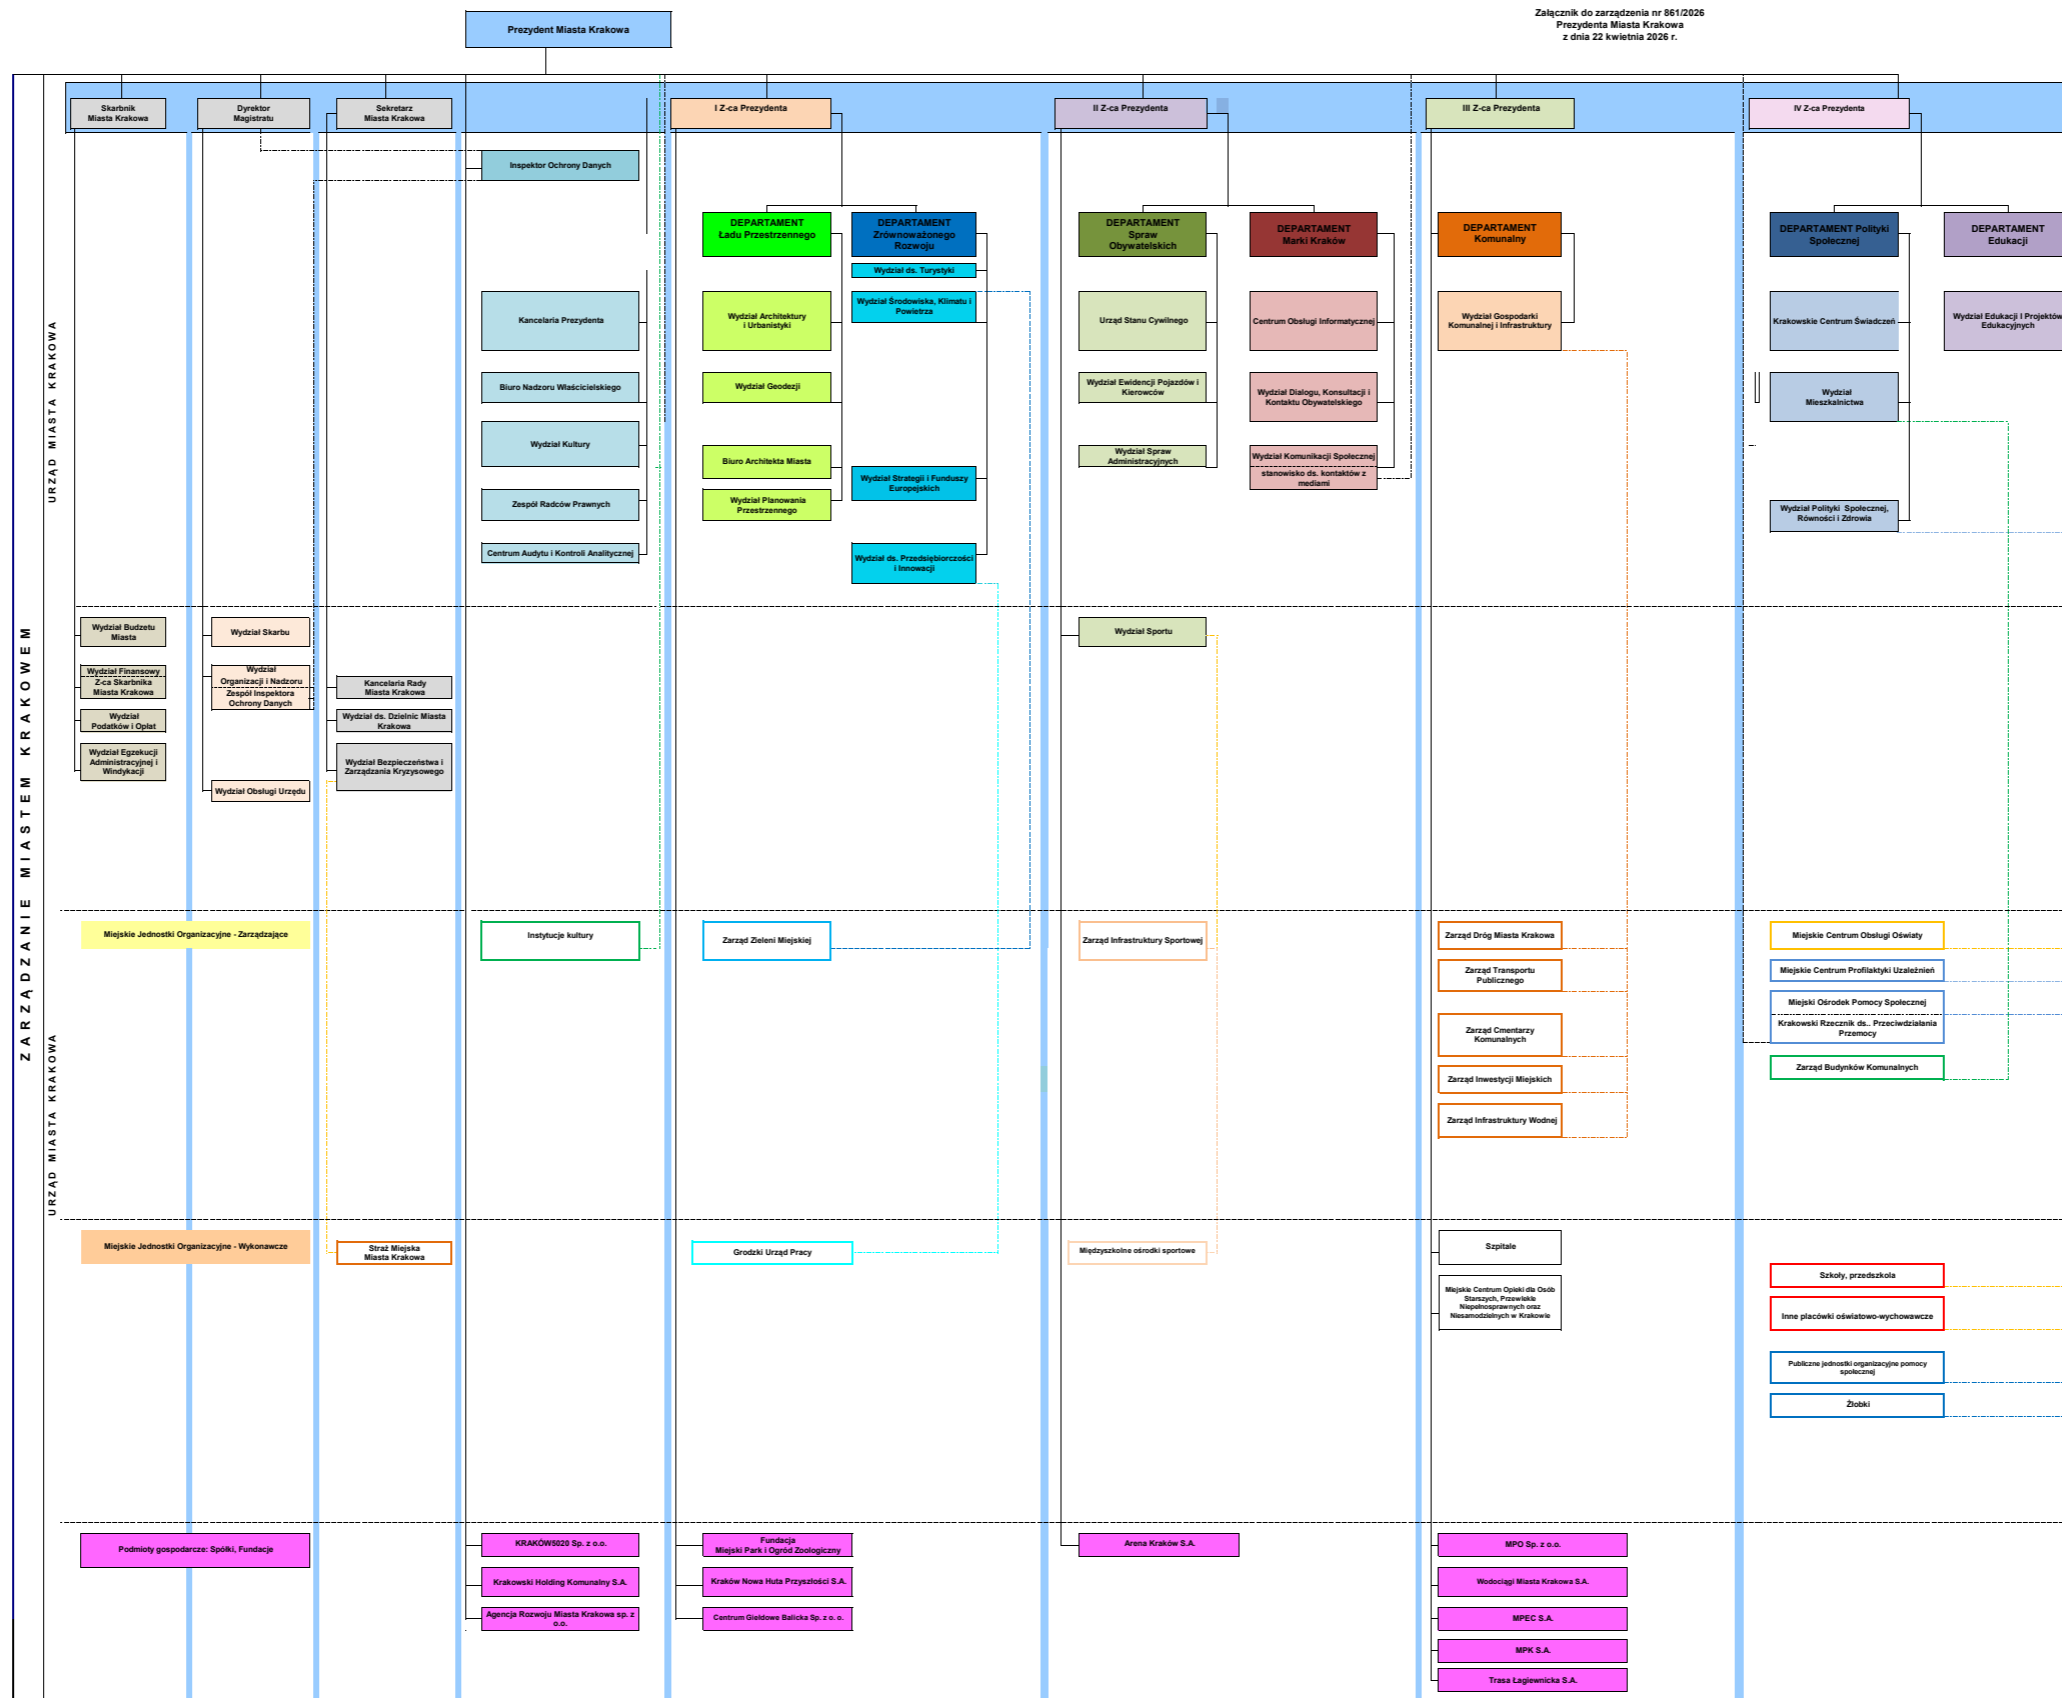 Załącznik do zarządzenia nr 861/2026
Prezydenta Miasta Krakowa
z dnia 22 kwietnia 2026 r.
Prezydent Miasta Krakowa
Skarbnik
Miasta Krakowa
Dyrektor
Magistratu
Sekretarz
Miasta Krakowa
I Z-ca Prezydenta
II Z-ca Prezydenta
III Z-ca Prezydenta
IV Z-ca Prezydenta
Inspektor Ochrony Danych
DEPARTAMENT
Ładu Przestrzennego
DEPARTAMENT
Zrównoważonego
Rozwoju
DEPARTAMENT
Spraw
Obywatelskich
DEPARTAMENT
Marki Kraków
DEPARTAMENT
Komunalny
DEPARTAMENT Polityki
Społecznej
DEPARTAMENT
Edukacji
Wydział ds. Turystyki
Kancelaria Prezydenta
Wydział Architektury
i Urbanistyki
Wydział Środowiska, Klimatu i
Powietrza
Urząd Stanu Cywilnego
Centrum Obsługi Informatycznej
Wydział Gospodarki
Komunalnej i Infrastruktury
Krakowskie Centrum Świadczeń
Wydział Edukacji I Projektów
Edukacyjnych
Biuro Nadzoru Właścicielskiego
Wydział Geodezji
Wydział Ewidencji Pojazdów i
Kierowców
Wydział Dialogu, Konsultacji i
Kontaktu Obywatelskiego
Wydział
Mieszkalnictwa
Wydział Kultury
Biuro Architekta Miasta
Wydział Strategii i Funduszy
Europejskich
Wydział Spraw
Administracyjnych
Wydział Komunikacji Społecznej
stanowisko ds. kontaktów z
mediami
Zespół Radców Prawnych
Wydział Planowania
Przestrzennego
Wydział Polityki Społecznej,
Równości i Zdrowia
Centrum Audytu i Kontroli Analitycznej
Wydział ds. Przedsiębiorczości
i Innowacji
URZĄD MIASTA KRAKOWA
ZARZĄDZANIE MIASTEM KRAKOWEM
Wydział Budzetu
Miasta
Wydział Skarbu
Wydział Sportu
Wydział Finansowy
Z-ca Skarbnika
Miasta Krakowa
Wydział
Organizacji i Nadzoru
Zespół Inspektora
Ochrony Danych
Kancelaria Rady
Miasta Krakowa
Wydział
Podatków i Opłat
Wydział ds. Dzielnic Miasta
Krakowa
Wydział Egzekucji
Administracyjnej i
Windykacji
Wydział Bezpieczeństwa i
Zarządzania Kryzysowego
Wydział Obsługi Urzędu
Miejskie Jednostki Organizacyjne - Zarządzające
Instytucje kultury
Zarząd Zieleni Miejskiej
Zarząd Infrastruktury Sportowej
Zarząd Dróg Miasta Krakowa
Miejskie Centrum Obsługi Oświaty
Zarząd Transportu
Publicznego
Miejskie Centrum Profilaktyki Uzależnień
Miejski Ośrodek Pomocy Społecznej
Krakowski Rzecznik ds.. Przeciwdziałania
Przemocy
Zarząd Cmentarzy
Komunalnych
Zarząd Inwestycji Miejskich
Zarząd Budynków Komunalnych
Zarząd Infrastruktury Wodnej
URZĄD MIASTA KRAKOWA
Miejskie Jednostki Organizacyjne - Wykonawcze
Straż Miejska
Miasta Krakowa
Grodzki Urząd Pracy
Międzyszkolne ośrodki sportowe
Szpitale
Miejskie Centrum Opieki dla Osób
Starszych, Przewlekle
Niepełnosprawnych oraz
Niesamodzielnych w Krakowie
Szkoły, przedszkola
Inne placówki oświatowo-wychowawcze
Publiczne jednostki organizacyjne pomocy
społecznej
Żłobki
Podmioty gospodarcze: Spółki, Fundacje
KRAKÓW5020 Sp. z o.o.
Fundacja
Miejski Park i Ogród Zoologiczny
Arena Kraków S.A.
MPO Sp. z o.o.
Krakowski Holding Komunalny S.A.
Kraków Nowa Huta Przyszłości S.A.
Wodociągi Miasta Krakowa S.A.
Agencja Rozwoju Miasta Krakowa sp. z
o.o.
Centrum Giełdowe Balicka Sp. z o. o.
MPEC S.A.
MPK S.A.
Trasa Łagiewnicka S.A.